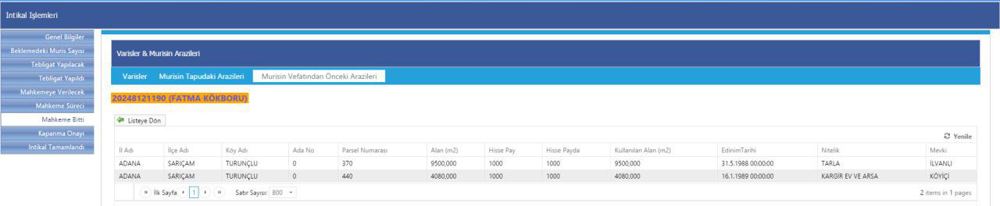 İntikal İşlemleri
Genel Bilgiler
Beklemedeki Muris Sayısı
Tebligat Yapılacak
Tebligat Yapıldı
Mahkemeye Verilecek
Mahkeme Süreci
Mahkeme Bitti
Kapanma Onayı
İntikal Tamamlandı
Varisler & Murisin Arazileri
Varisler Murisin Tapudaki Arazileri Murisin Vefatından Önceki Arazileri
20248121190 (FATMA KÖKBORU)
Listeye Dön
Yenile
İl Adı İlçe Adı Köy Adı Ada No Parsel Numarası Alan (m2) Hisse Pay Hisse Payda Kullanılan Alan (m2) EdinimTarihi Nitelik Mevki
ADANA SARIÇAM TURUNÇLU 0 370 9500,000 1000 1000 9500,000 31.5.1988 00:00:00 TARLA İLVANLI
ADANA SARIÇAM TURUNÇLU 0 440 4080,000 1000 1000 4080,000 16.1.1989 00:00:00 KARGİR EV VE ARSA KÖYİÇİ
İlk Sayfa 1 Satır Sayısı: 800 2 items in 1 pages